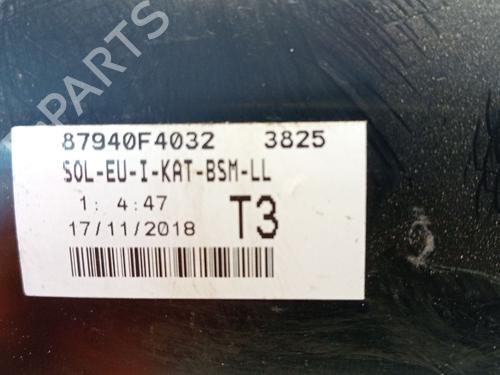 PARTS
87940F4032 3825
SOL-EU-I-KAT-BSM-LL
1: 4:47 T3
17/11/2018